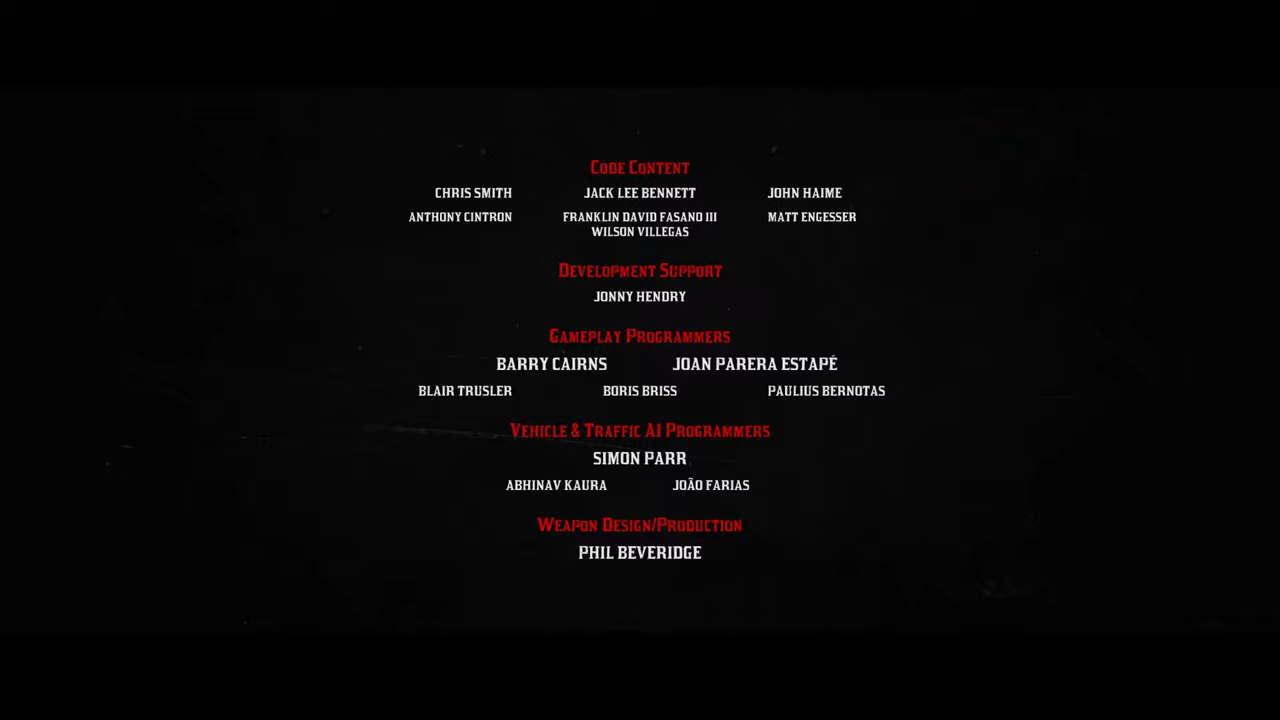 Code Content
CHRIS SMITH JACK LEE BENNETT JOHN HAIME
ANTHONY CINTRON FRANKLIN DAVID FASANO III MATT ENGESSER
WILSON VILLEGAS
Development Support
JONNY HENDRY
Gameplay Programmers
BARRY CAIRNS JOAN PARERA ESTAPÉ
BLAIR TRUSLER BORIS BRISS PAULIUS BERNOTAS
Vehicle & Traffic AI Programmers
SIMON PARR
ABHINAV KAURA JOÃO FARIAS
Weapon Design/Production
PHIL BEVERIDGE